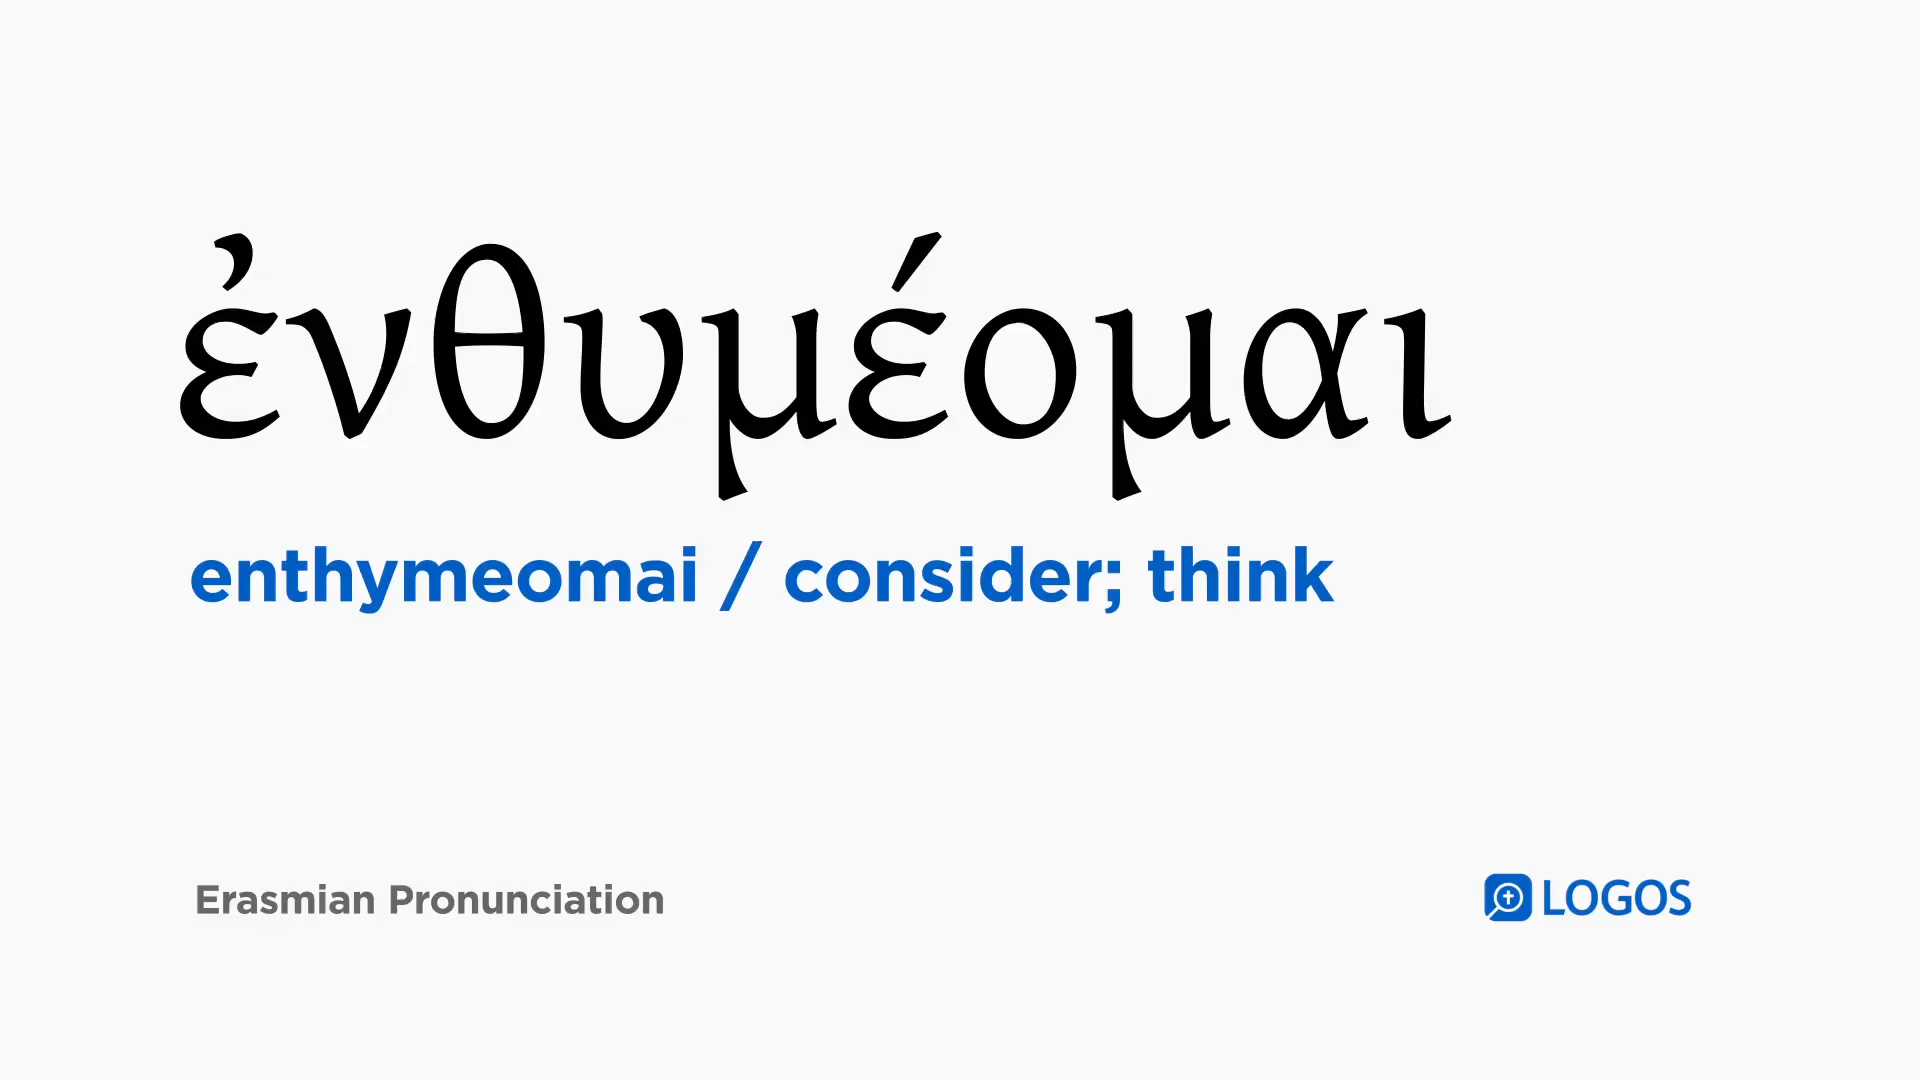 ἐνθυμέομαι
enthymeomai / consider; think
Erasmian Pronunciation
LOGOS